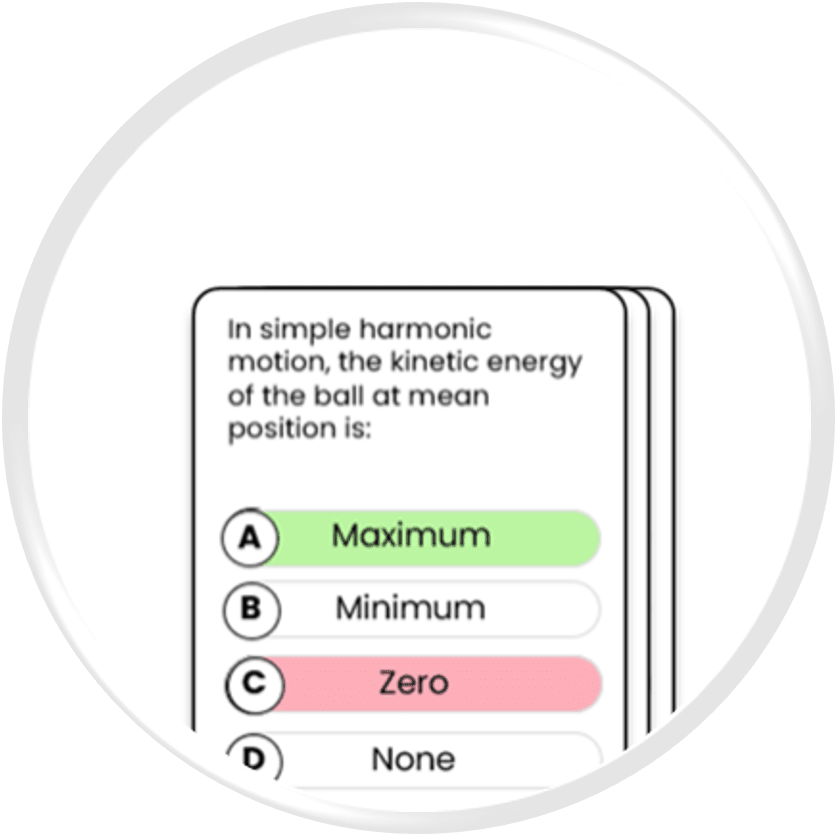 In simple harmonic
motion, the kinetic energy
of the ball at mean
position is:
A Maximum
B Minimum
C Zero
D None